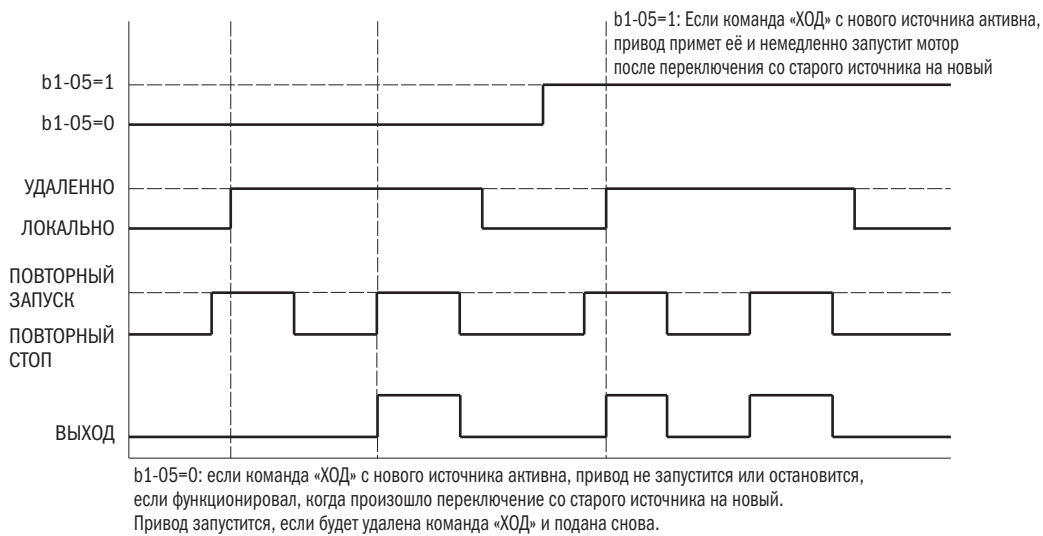 b1-05=1: Если команда «ХОД» с нового источника активна,
привод примет её и немедленно запустит мотор
после переключения со старого источника на новый
b1-05=1
b1-05=0
УДАЛЕННО
ЛОКАЛЬНО
ПОВТОРНЫЙ
ЗАПУСК
ПОВТОРНЫЙ
СТОП
ВЫХОД
b1-05=0: если команда «ХОД» с нового источника активна, привод не запустится или остановится,
если функционировал, когда произошло переключение со старого источника на новый.
Привод запустится, если будет удалена команда «ХОД» и подана снова.